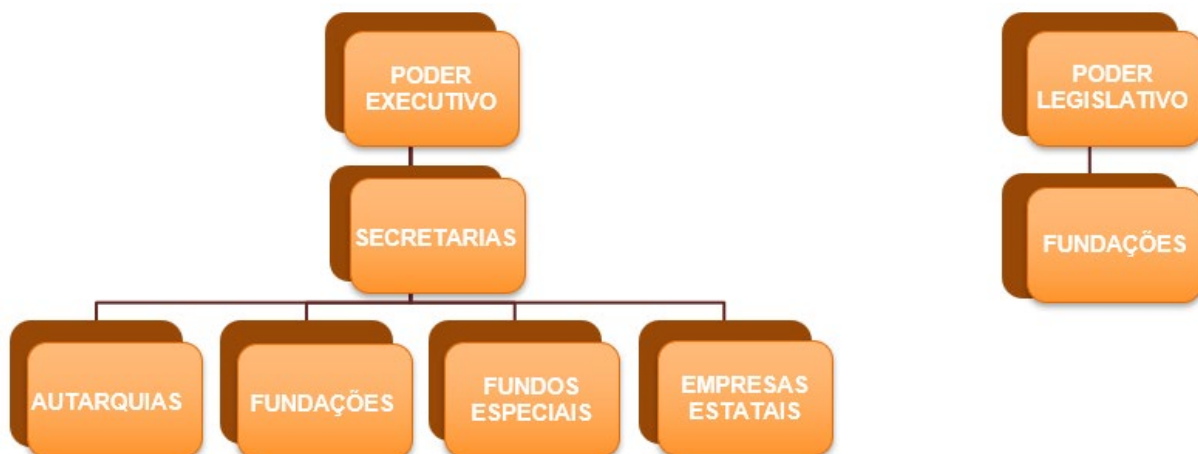 PODER
EXECUTIVO
PODER
LEGISLATIVO
SECRETARIAS
FUNDAÇÕES
AUTARQUIAS
FUNDAÇÕES
FUNDOS
ESPECIAIS
EMPRESAS
ESTATAIS